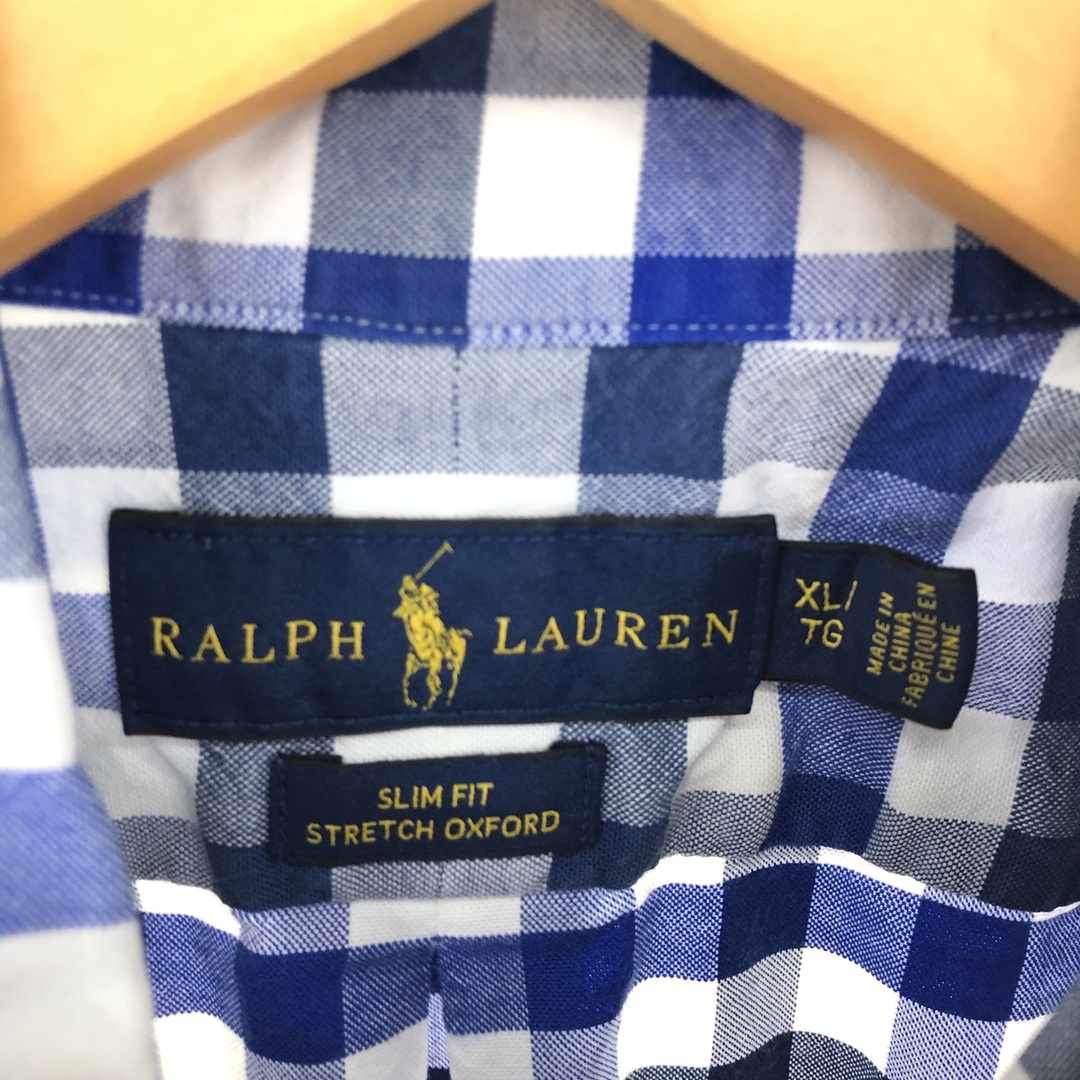 RALPH LAUREN
XL/
TG
MADE IN
CHINA
FABRIQUÉ EN
CHINE
SLIM FIT
STRETCH OXFORD